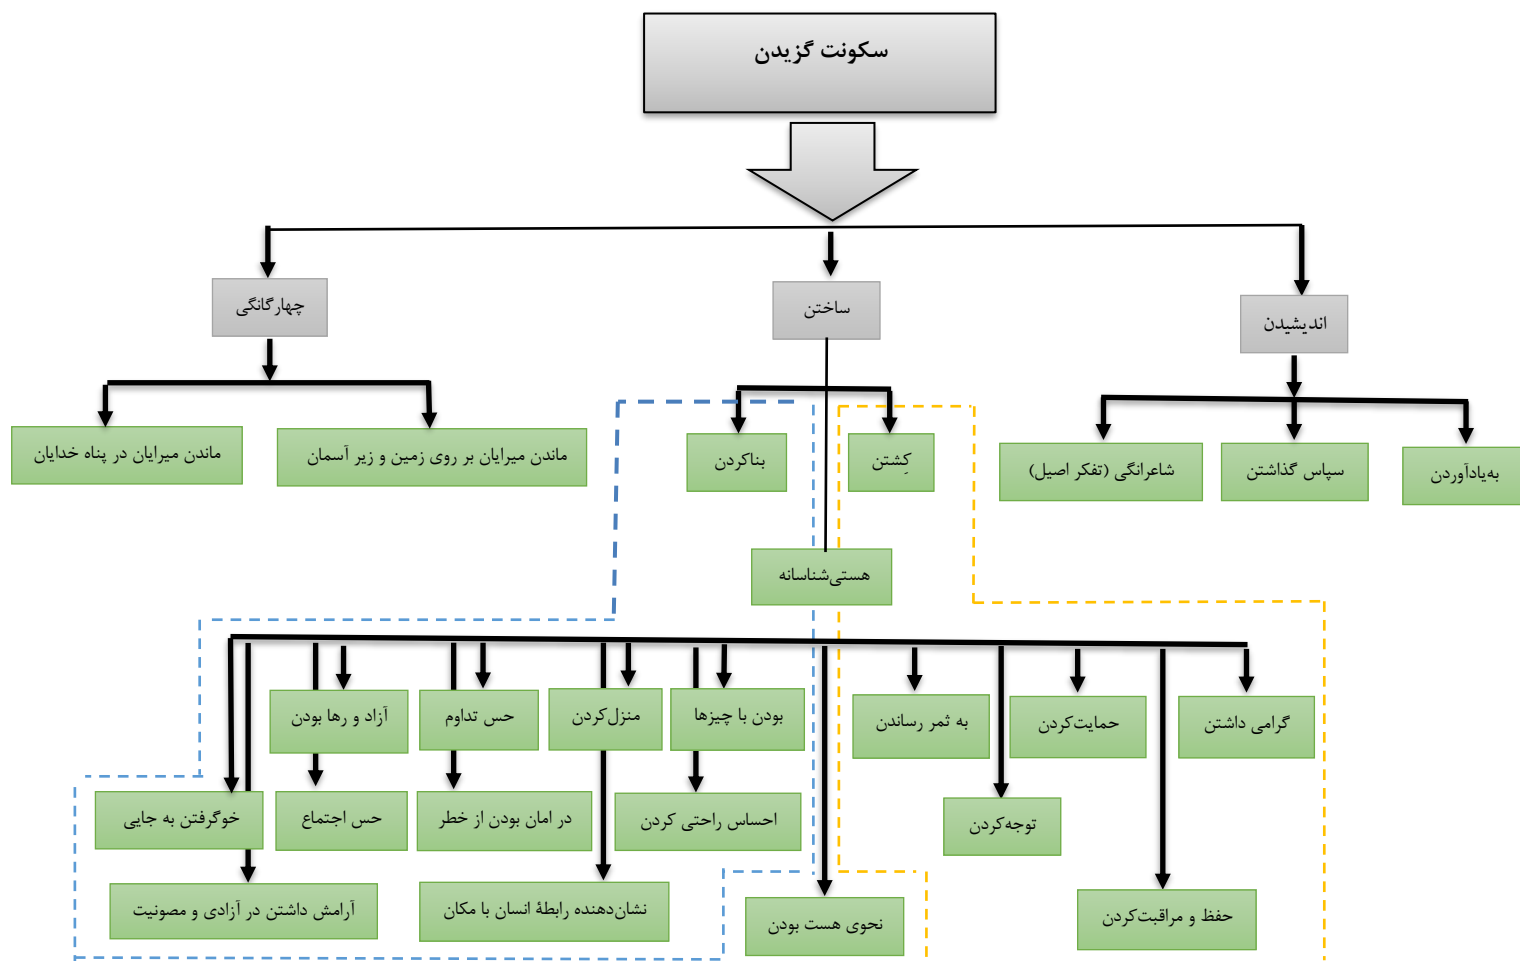 سکونت گزیدن
اندیشیدن
ساختن
چهارگانگی
به‌یادآوردن
سپاس گذاشتن
شاعرانگی (تفکر اصیل)
کِشتن
بناکردن
ماندن میرایان بر روی زمین و زیر آسمان
ماندن میرایان در پناه خدایان
هستی‌شناسانه
گرامی داشتن
حمایت‌کردن
به ثمر رساندن
بودن با چیزها
منزل‌کردن
حس تداوم
آزاد و رها بودن
توجه‌کردن
احساس راحتی کردن
در امان بودن از خطر
حس اجتماع
خوگرفتن به جایی
حفظ و مراقبت‌کردن
نحوی هست بودن
نشان‌دهنده رابطهٔ انسان با مکان
آرامش داشتن در آزادی و مصونیت